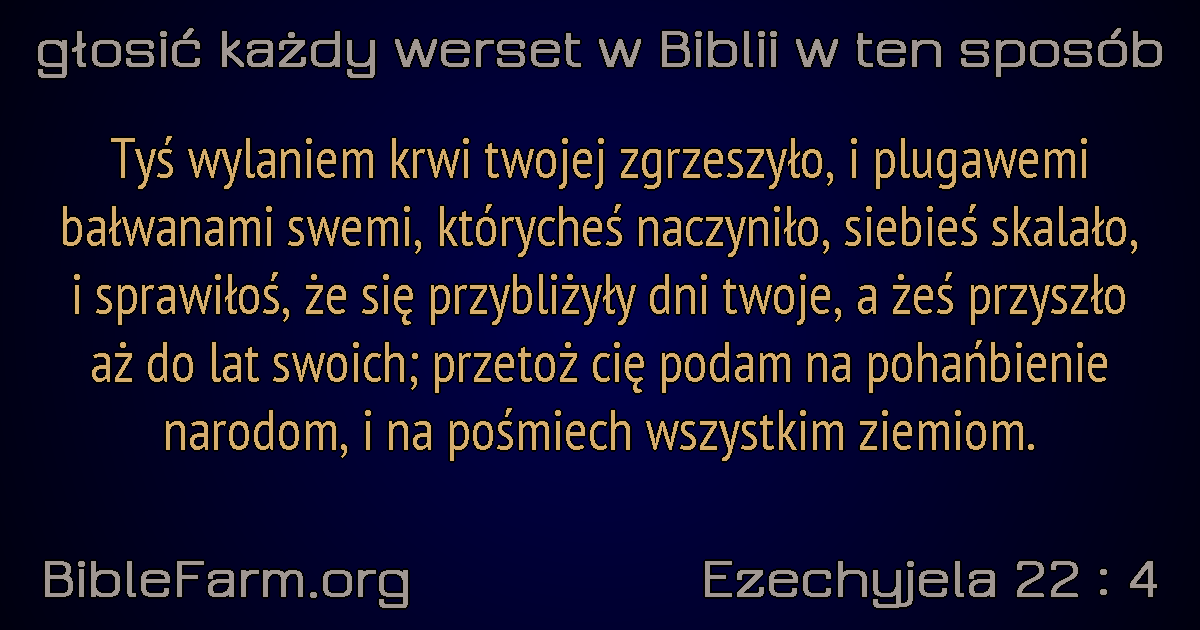 głosić każdy werset w Biblii w ten sposób
Tyś wylaniem krwi twojej zgrzeszyło, i plugawemi
bałwanami swemi, którycheś naczyniło, siebieś skalało,
i sprawiłoś, że się przybliżyły dni twoje, a żeś przyszło
aż do lat swoich; przetoż cię podam na pohańbienie
narodom, i na pośmiech wszystkim ziemiom.
BibleFarm.org
Ezechyjela 22 : 4